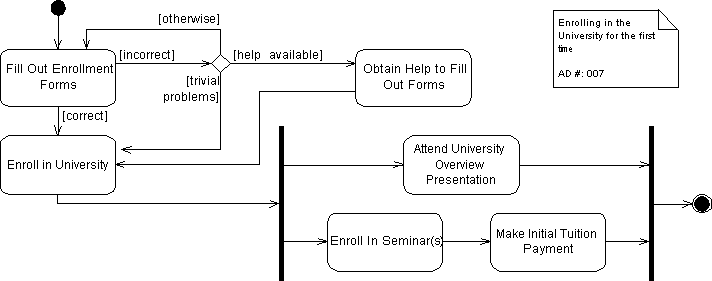 [otherwise]
[incorrect]
[help available]
Enrolling in the
University for the first
time
AD #: 007
Fill Out Enrollment
Forms
[trivial
problems]
Obtain Help to Fill
Out Forms
[correct]
Enroll in University
Attend University
Overview
Presentation
Enroll In Seminar(s)
Make Initial Tuition
Payment